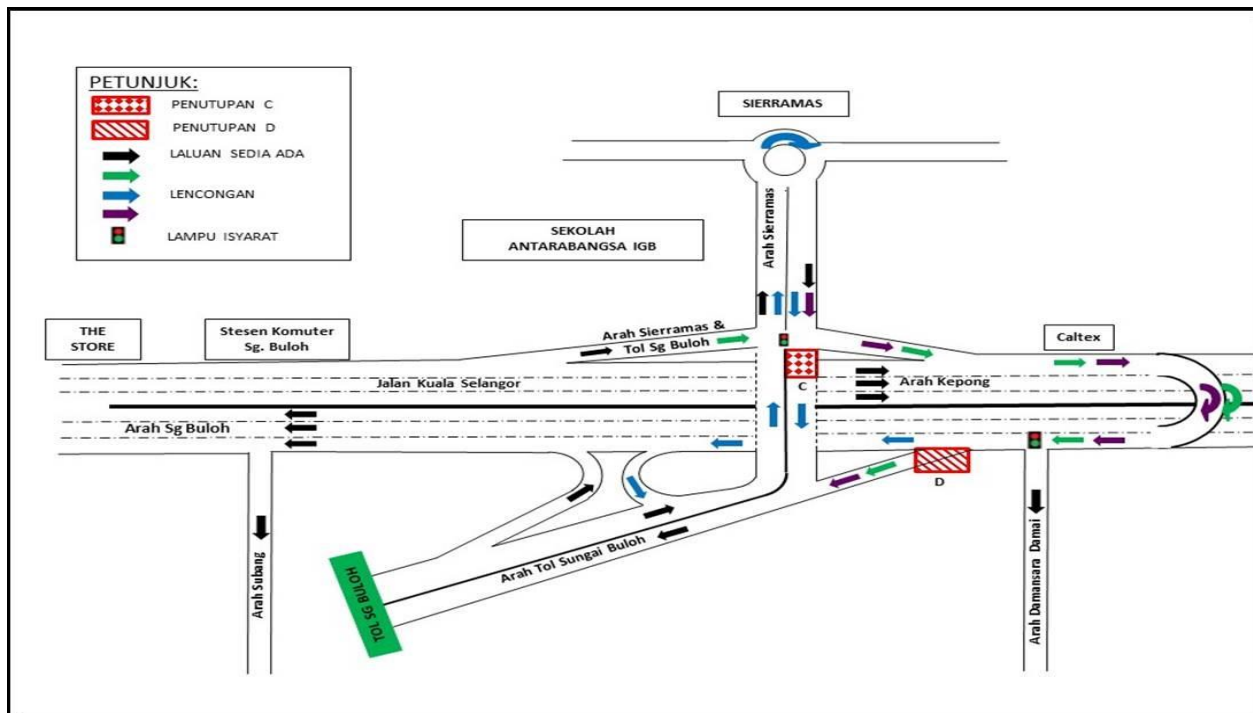 PETUNJUK:
PENUTUPAN C
PENUTUPAN D
LALUAN SEDIA ADA
LENCONGAN
LAMPU ISYARAT
SIERRAMAS
SEKOLAH
ANTARABANGSA IGB
Arah Sierramas
THE
STORE
Stesen Komuter
Sg. Buloh
Arah Sierramas &
Tol Sg Buloh
Caltex
Jalan Kuala Selangor
C
Arah Kepong
Arah Sg Buloh
D
Arah Subang
TOL SG BULOH
Arah Tol Sungai Buloh
Arah Damansara Damai